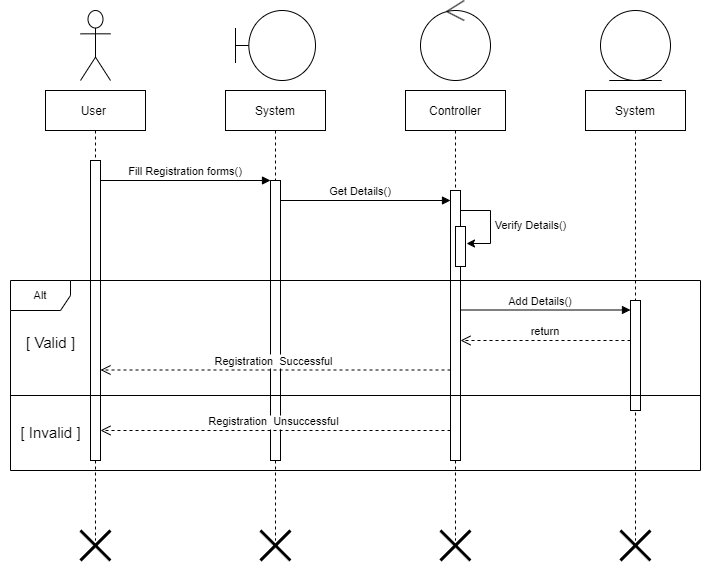 User
System
Controller
System
Fill Registration forms()
Get Details()
Verify Details()
Alt
Add Details()
[ Valid ]
return
Registration  Successful
Registration  Unsuccessful
[ Invalid ]